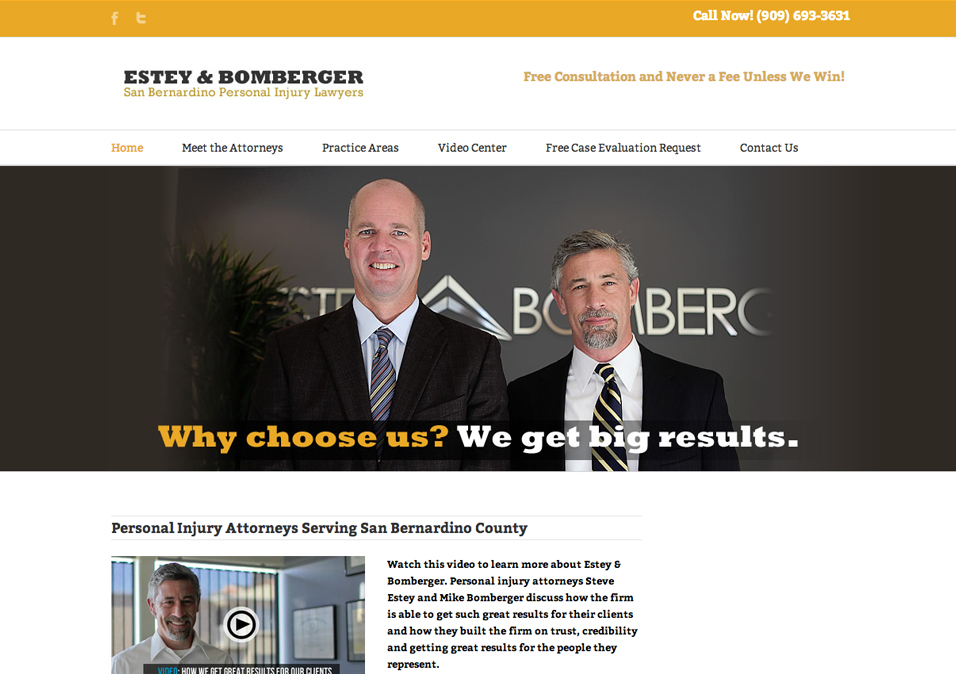 Call Now! (909) 693-3631
ESTEY & BOMBERGER
San Bernardino Personal Injury Lawyers
Free Consultation and Never a Fee Unless We Win!
Home Meet the Attorneys Practice Areas Video Center Free Case Evaluation Request Contact Us
ESTEY BOMBERG
Why choose us? We get big results.
Personal Injury Attorneys Serving San Bernardino County
Watch this video to learn more about Estey &
Bomberger. Personal injury attorneys Steve
Estey and Mike Bomberger discuss how the firm
is able to get such great results for their clients
and how they built the firm on trust, credibility
and getting great results for the people they
represent.
VIDEO: HOW WE GET GREAT RESULTS FOR OUR CLIENTS